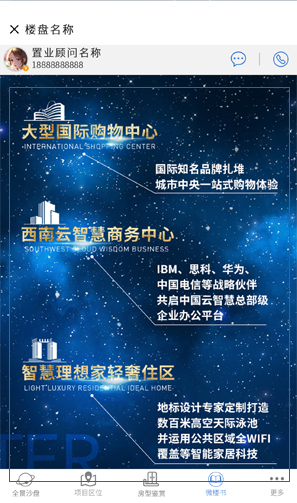 × 楼盘名称
置业顾问名称
18888888888
大型国际购物中心
INTERNATIONAL SHOPPING CENTER
国际知名品牌扎堆
城市中央一站式购物体验
西南云智慧商务中心
SOUTHWEST CLOUD WISDOM BUSINESS
IBM、思科、华为、
中国电信等战略伙伴
共启中国云智慧总部级
企业办公平台
智慧理想家轻奢住区
LIGHT LUXURY RESIDENTIAL IDEAL HOME
地标设计专家定制打造
数百米高空天际泳池
并运用公共区域全WIFI
覆盖等智能家居科技
TER
全景沙盘
项目区位
房型鉴赏
微楼书
更多